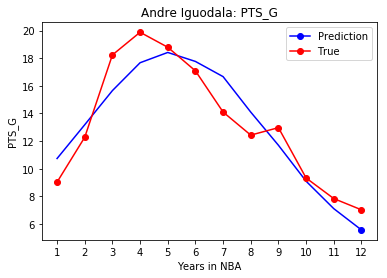 Andre Iguodala: PTS_G
Prediction
True
PTS_G
20
18
16
14
12
10
8
6
1 2 3 4 5 6 7 8 9 10 11 12
Years in NBA